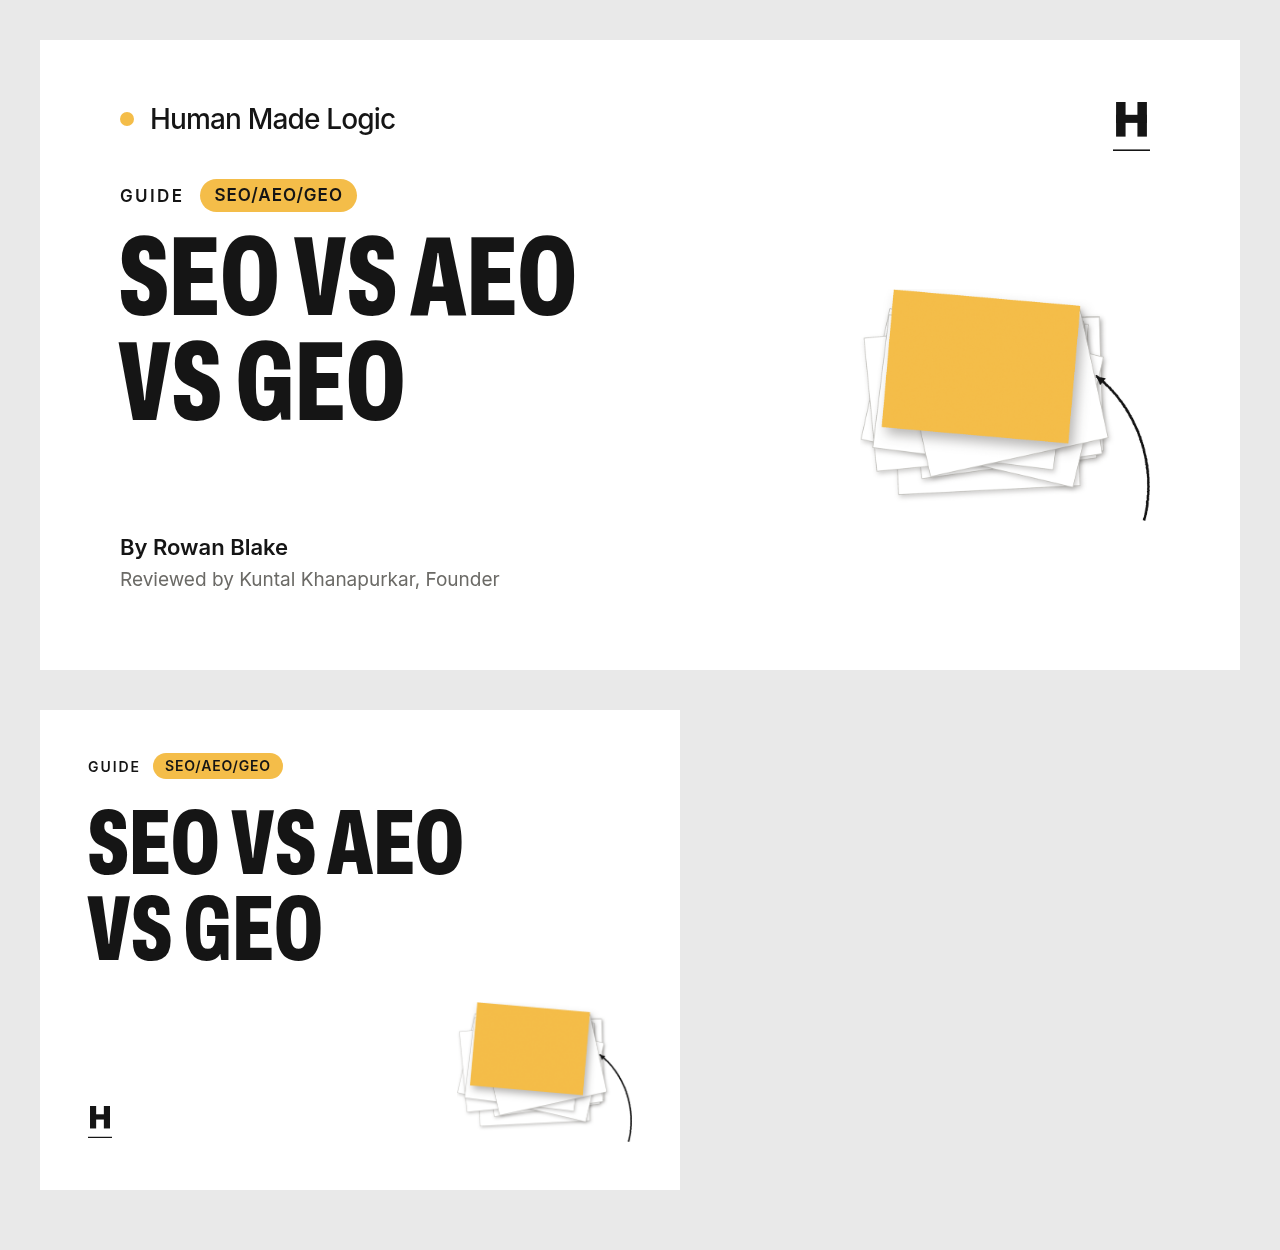 Human Made Logic
H
GUIDE SEO/AEO/GEO
SEO VS AEO
VS GEO
By Rowan Blake
Reviewed by Kuntal Khanapurkar, Founder
GUIDE SEO/AEO/GEO
SEO VS AEO
VS GEO
H